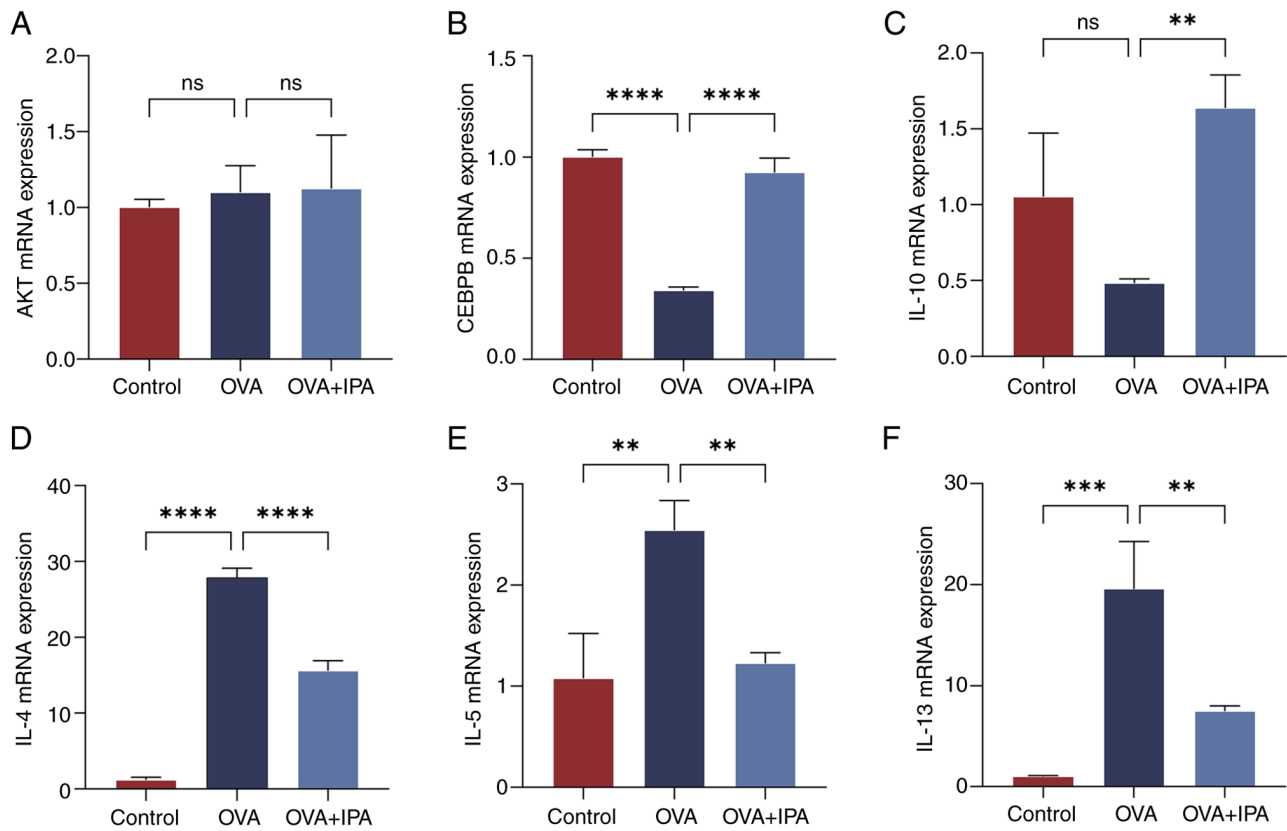 A
AKT mRNA expression
2.0
1.5
1.0
0.5
0.0
ns
ns
Control
OVA
OVA+IPA
B
CEBPB mRNA expression
1.5
1.0
0.5
0.0
****
****
Control
OVA
OVA+IPA
C
IL-10 mRNA expression
2.0
1.5
1.0
0.5
0.0
ns
**
Control
OVA
OVA+IPA
D
IL-4 mRNA expression
40
30
20
10
0
****
****
Control
OVA
OVA+IPA
E
IL-5 mRNA expression
3
2
1
0
**
**
Control
OVA
OVA+IPA
F
IL-13 mRNA expression
30
20
10
0
***
**
Control
OVA
OVA+IPA